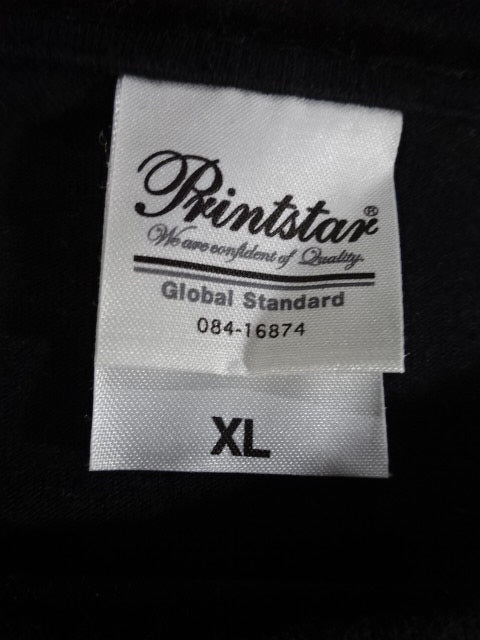 Printstar®
We are confident of Quality.
Global Standard
084-16874
XL